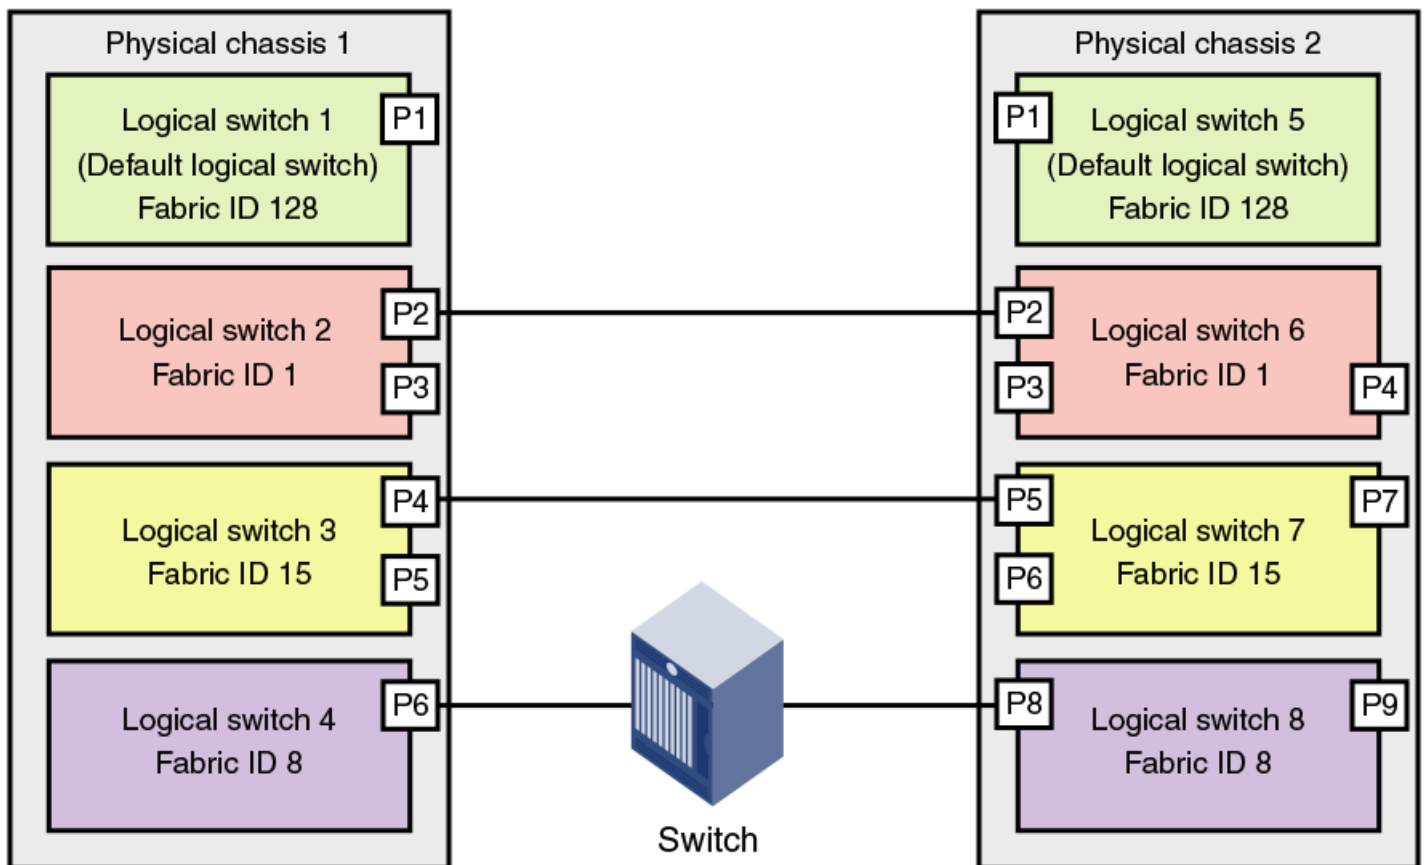 Physical chassis 1
Logical switch 1
(Default logical switch)
Fabric ID 128
P1
Logical switch 2
Fabric ID 1
P2
P3
Logical switch 3
Fabric ID 15
P4
P5
Logical switch 4
Fabric ID 8
P6
Switch
Physical chassis 2
P1
Logical switch 5
(Default logical switch)
Fabric ID 128
P2
P3
Logical switch 6
Fabric ID 1
P4
P5
P6
Logical switch 7
Fabric ID 15
P7
P8
Logical switch 8
Fabric ID 8
P9